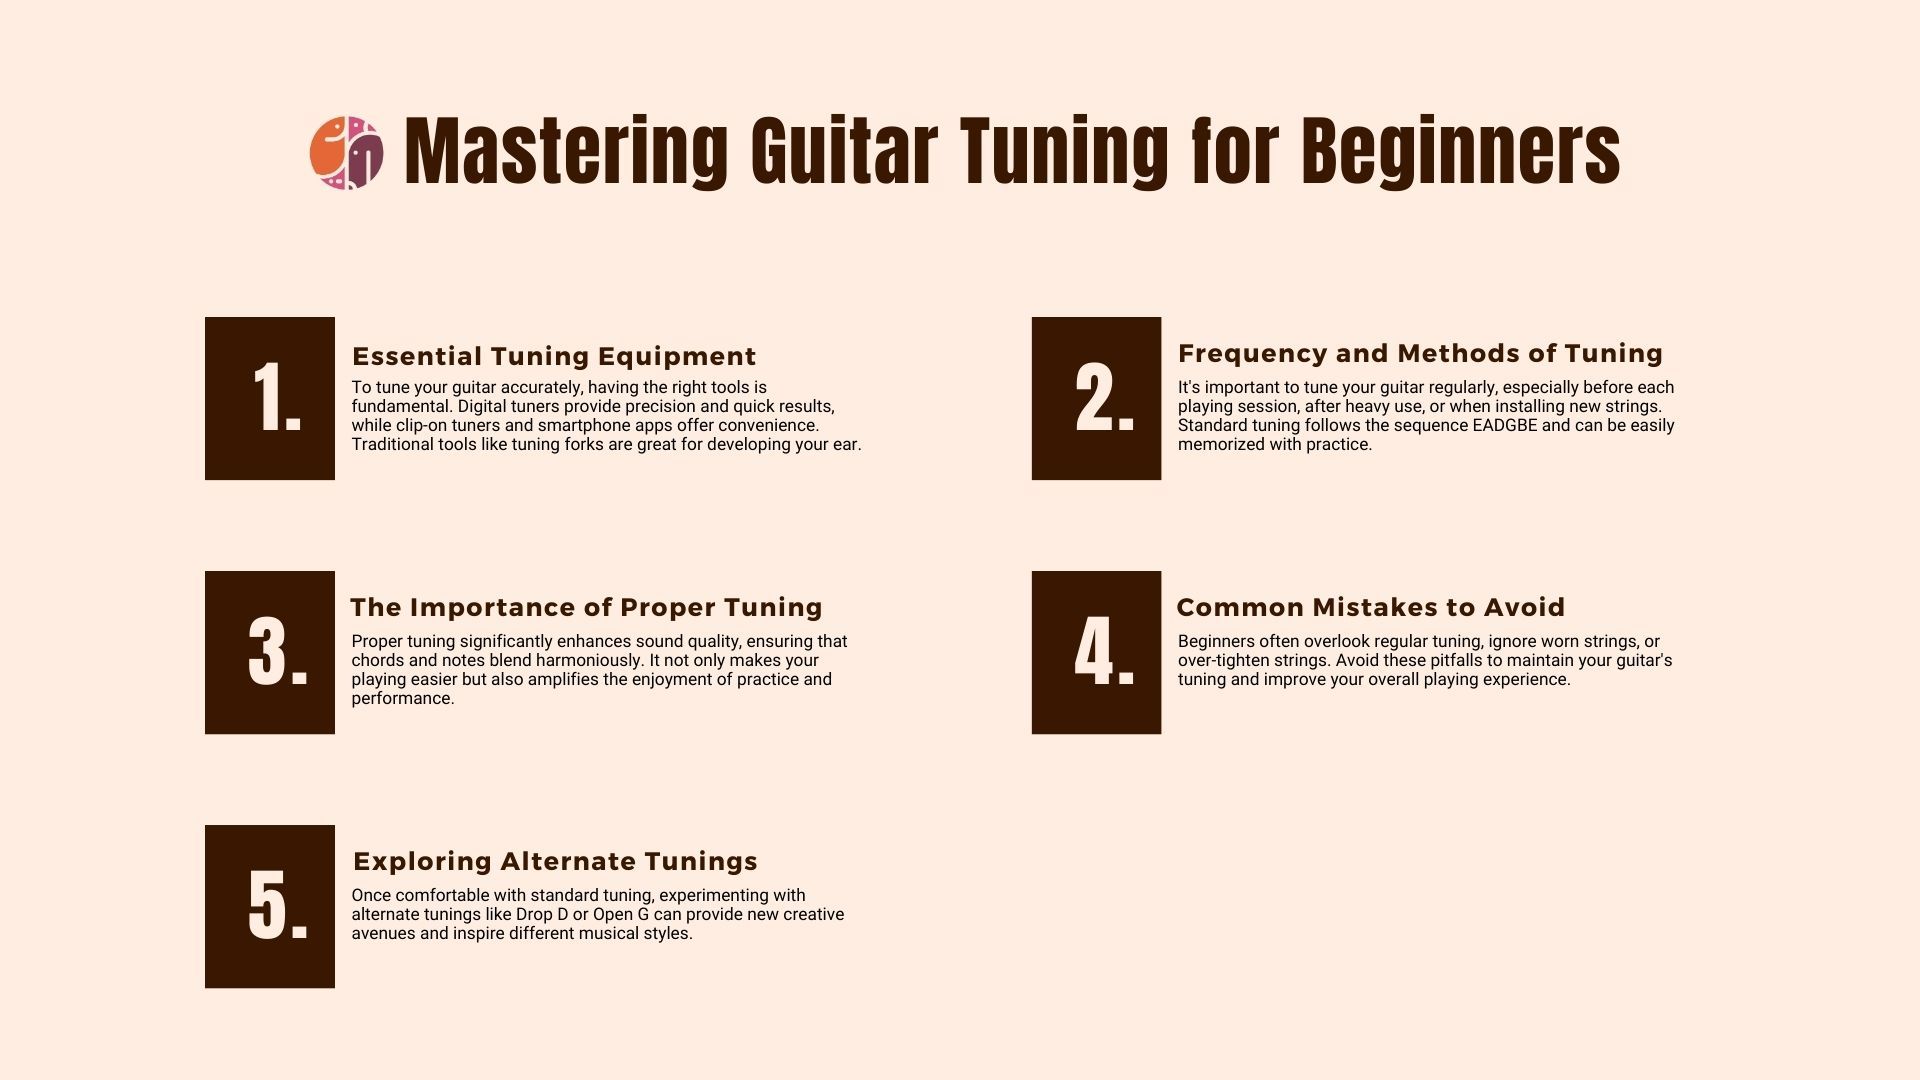 Mastering Guitar Tuning for Beginners
1.
Essential Tuning Equipment
To tune your guitar accurately, having the right tools is
fundamental. Digital tuners provide precision and quick results,
while clip-on tuners and smartphone apps offer convenience.
Traditional tools like tuning forks are great for developing your ear.
2.
Frequency and Methods of Tuning
It's important to tune your guitar regularly, especially before each
playing session, after heavy use, or when installing new strings.
Standard tuning follows the sequence EADGBE and can be easily
memorized with practice.
3.
The Importance of Proper Tuning
Proper tuning significantly enhances sound quality, ensuring that
chords and notes blend harmoniously. It not only makes your
playing easier but also amplifies the enjoyment of practice and
performance.
4.
Common Mistakes to Avoid
Beginners often overlook regular tuning, ignore worn strings, or
over-tighten strings. Avoid these pitfalls to maintain your guitar's
tuning and improve your overall playing experience.
5.
Exploring Alternate Tunings
Once comfortable with standard tuning, experimenting with
alternate tunings like Drop D or Open G can provide new creative
avenues and inspire different musical styles.